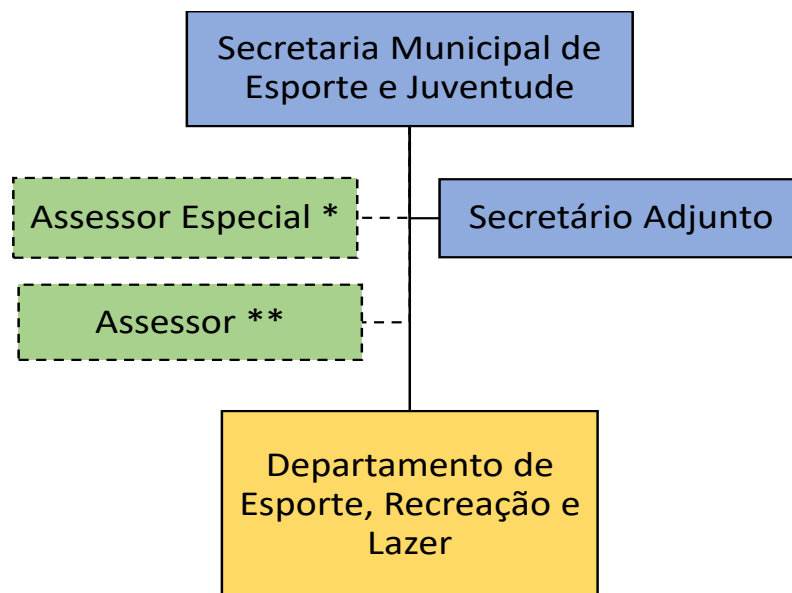 Secretaria Municipal de
Esporte e Juventude
Assessor Especial *
Secretário Adjunto
Assessor **
Departamento de
Esporte, Recreação e
Lazer